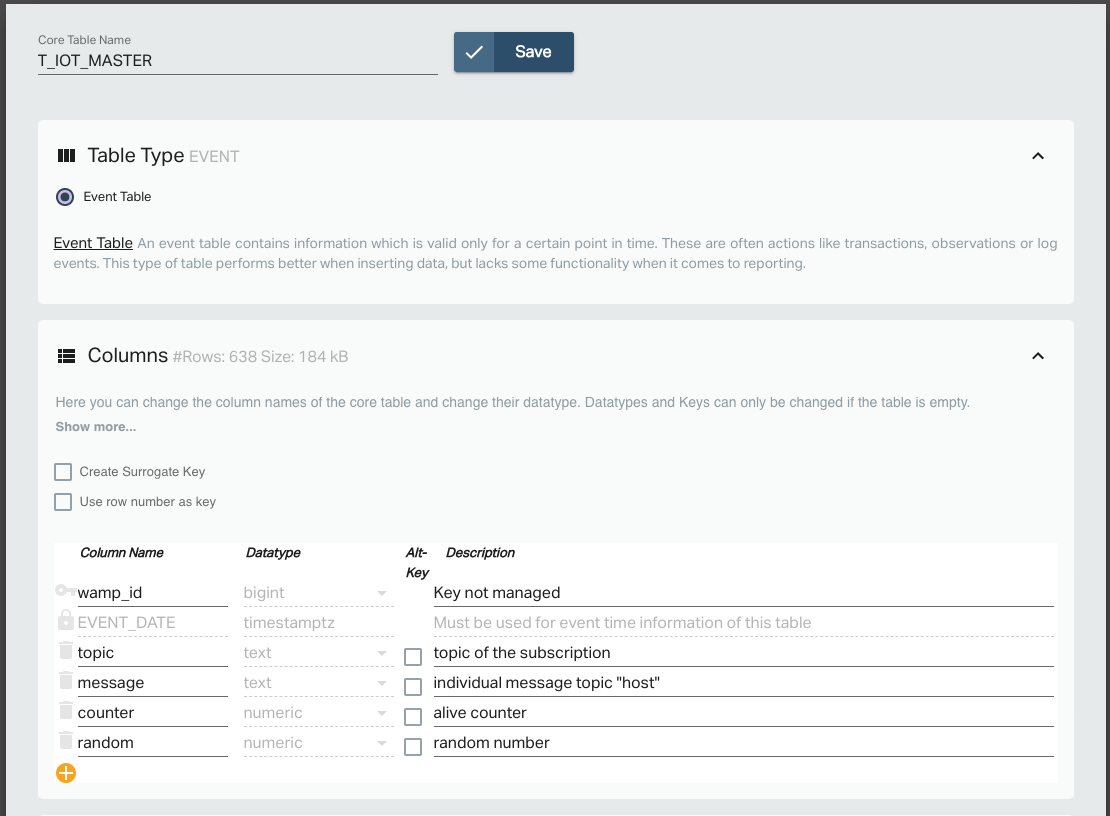 Core Table Name
T_IOT_MASTER
Save
Table Type EVENT
Event Table
Event Table An event table contains information which is valid only for a certain point in time. These are often actions like transactions, observations or log
events. This type of table performs better when inserting data, but lacks some functionality when it comes to reporting.
Columns #Rows: 638 Size: 184 kB
Here you can change the column names of the core table and change their datatype. Datatypes and Keys can only be changed if the table is empty.
Show more...
Create Surrogate Key
Use row number as key
Column Name Datatype Alt-Key Description
wamp_id bigint Key not managed
EVENT_DATE timestamptz Must be used for event time information of this table
topic text topic of the subscription
message text individual message topic "host"
counter numeric alive counter
random numeric random number